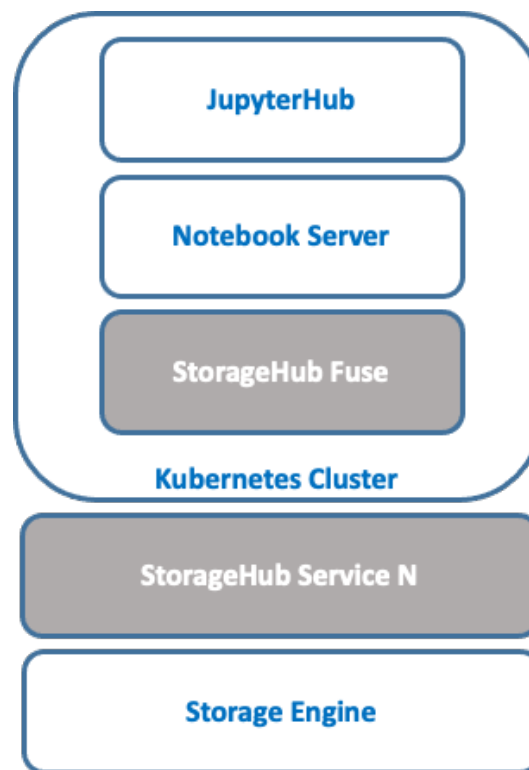 JupyterHub
Notebook Server
StorageHub Fuse
Kubernetes Cluster
StorageHub Service N
Storage Engine